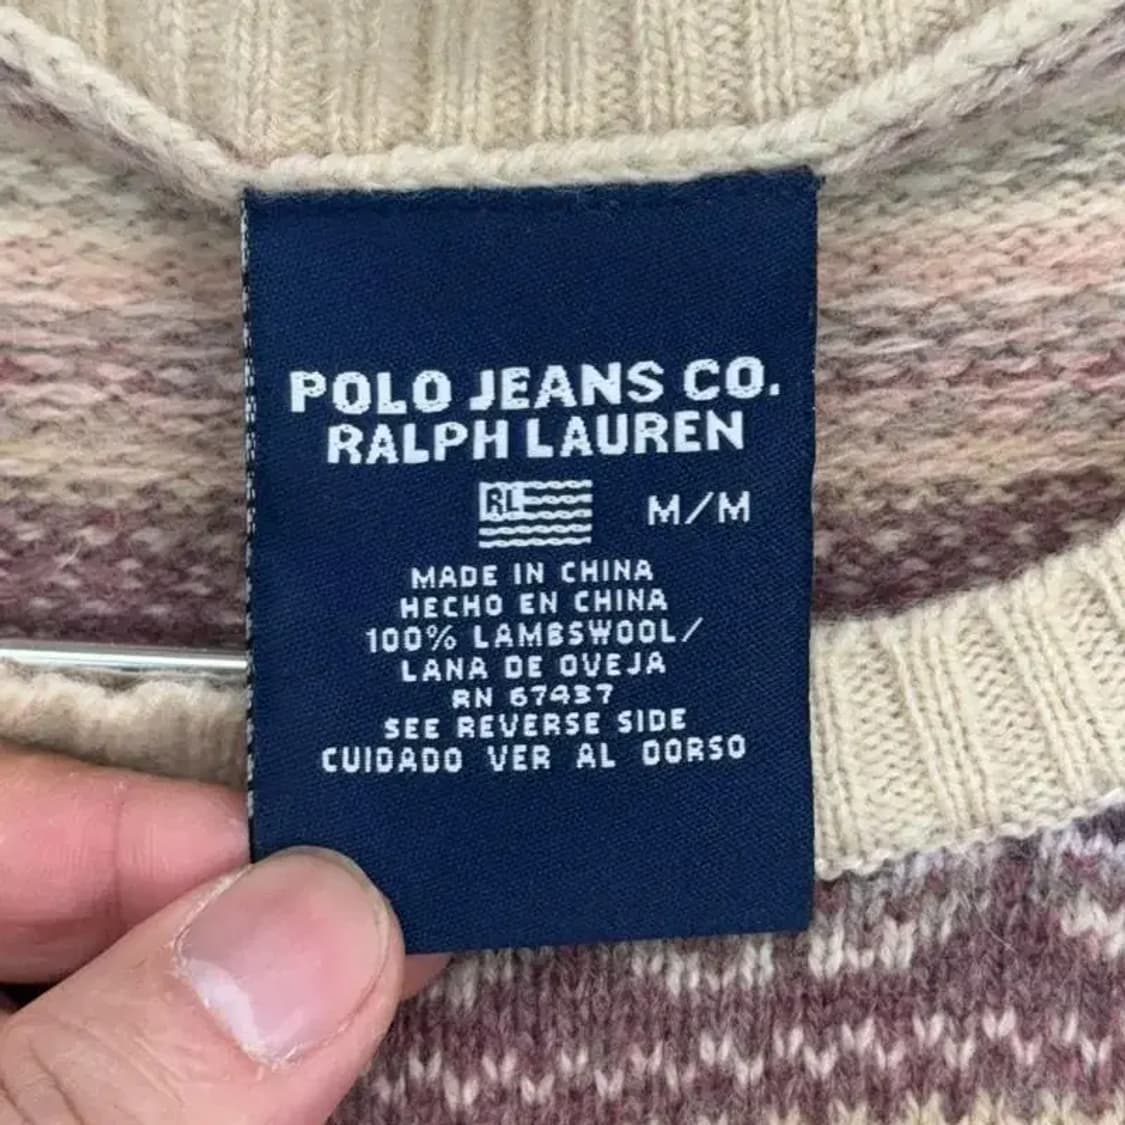 POLO JEANS CO.
RALPH LAUREN
RL M/M
MADE IN CHINA
HECHO EN CHINA
100% LAMBSWOOL/
LANA DE OVEJA
RN 67437
SEE REVERSE SIDE
CUIDADO VER AL DORSO